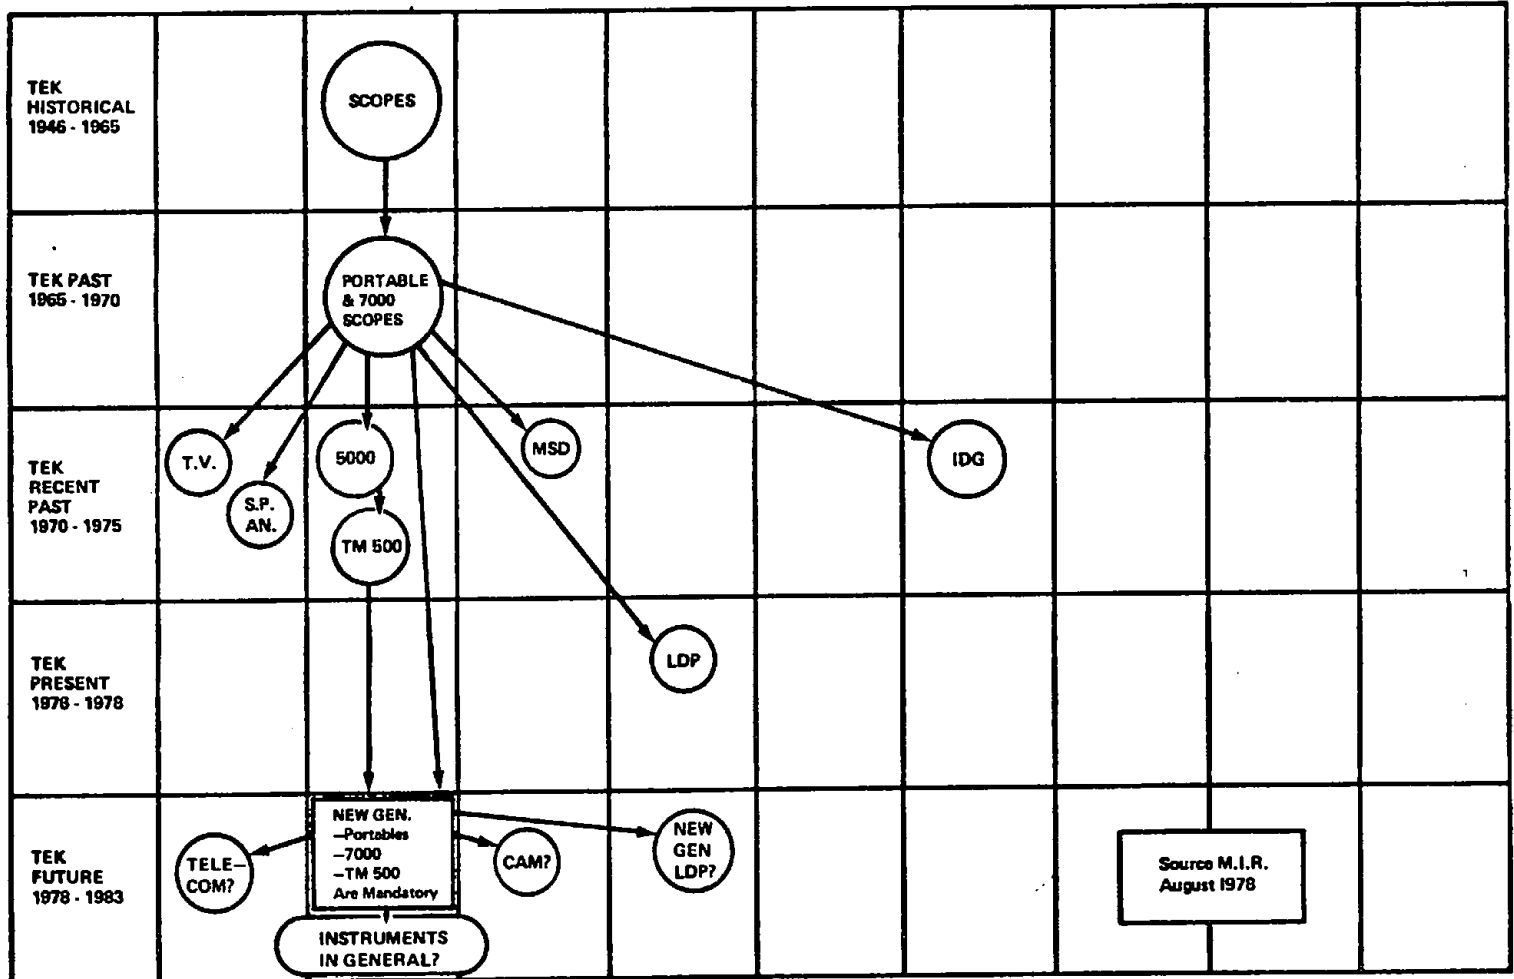 TEK
HISTORICAL
1946 - 1965
SCOPES
TEK PAST
1965 - 1970
PORTABLE
& 7000
SCOPES
TEK
RECENT
PAST
1970 - 1975
T.V.
S.P.
AN.
5000
TM 500
MSD
IDG
TEK
PRESENT
1976 - 1978
LDP
TEK
FUTURE
1978 - 1983
TELE-
COM?
NEW GEN.
-Portables
-7000
-TM 500
Are Mandatory
CAM?
NEW
GEN
LDP?
INSTRUMENTS
IN GENERAL?
Source M.I.R.
August 1978